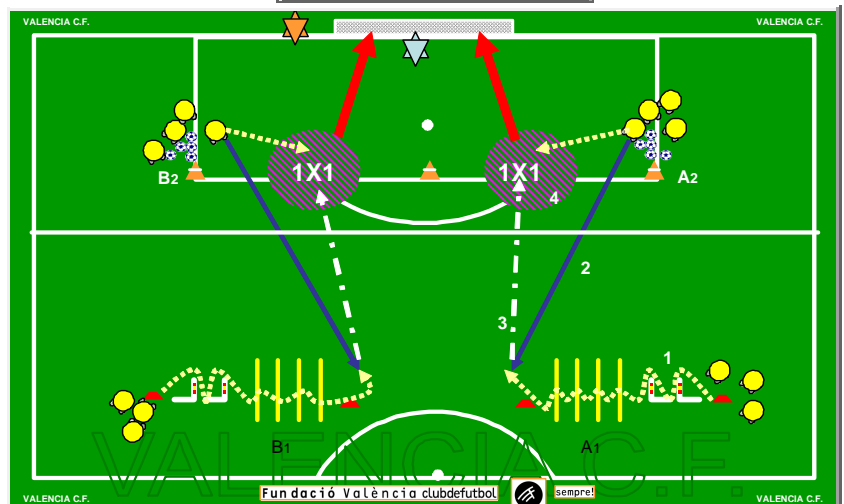 VALENCIA C.F. VALENCIA C.F.
1X1 1X1
B2 4 A2
2
3
1
B1 A1
VALENCIA C.F.
Fundació València clubdefutbol sempre!
VALENCIA C.F. VALENCIA C.F.